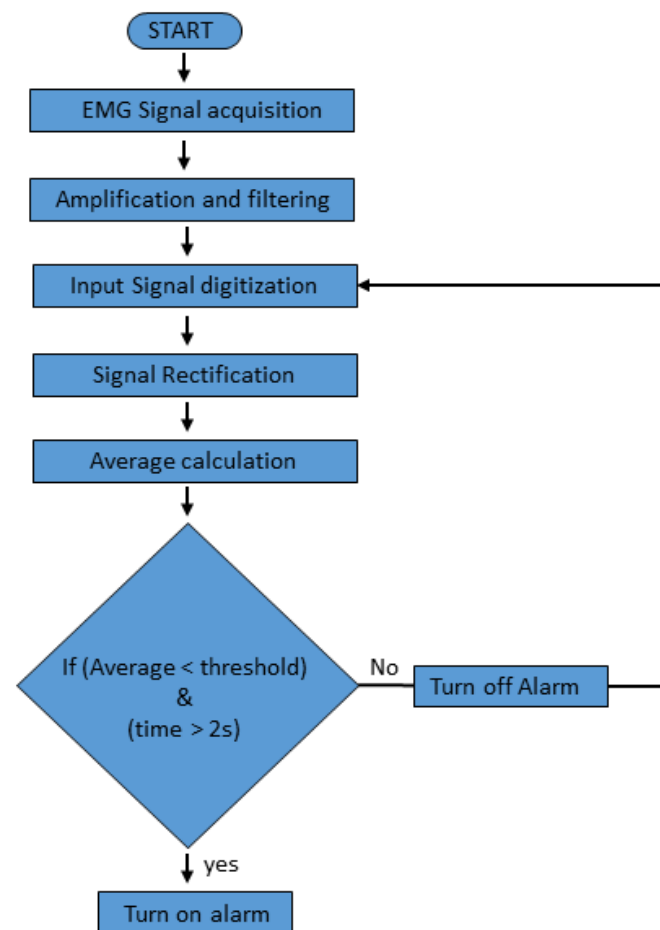 START
EMG Signal acquisition
Amplification and filtering
Input Signal digitization
Signal Rectification
Average calculation
If (Average < threshold)
&
(time > 2s)
No
Turn off Alarm
yes
Turn on alarm